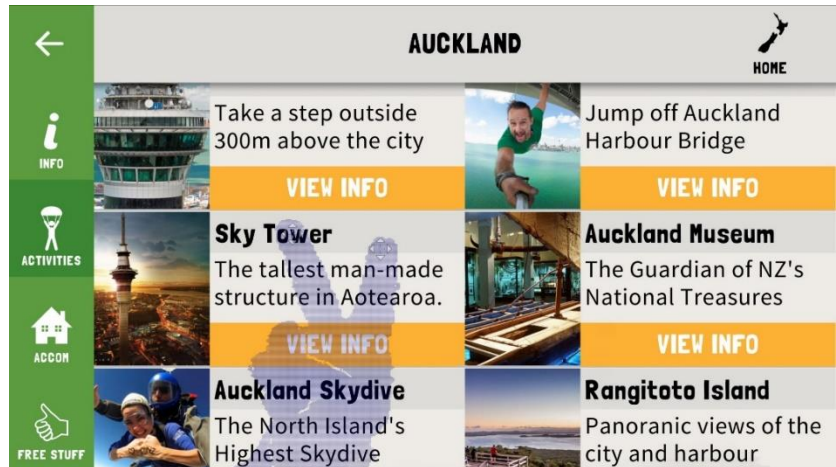 AUCKLAND
HOME
INFO
ACTIVITIES
ACCOM
FREE STUFF
Take a step outside
300m above the city
VIEW INFO
Jump off Auckland
Harbour Bridge
VIEW INFO
Sky Tower
The tallest man-made
structure in Aotearoa.
VIEW INFO
Auckland Museum
The Guardian of NZ's
National Treasures
VIEW INFO
Auckland Skydive
The North Island's
Highest Skydive
Rangitoto Island
Panoramic views of the
city and harbour